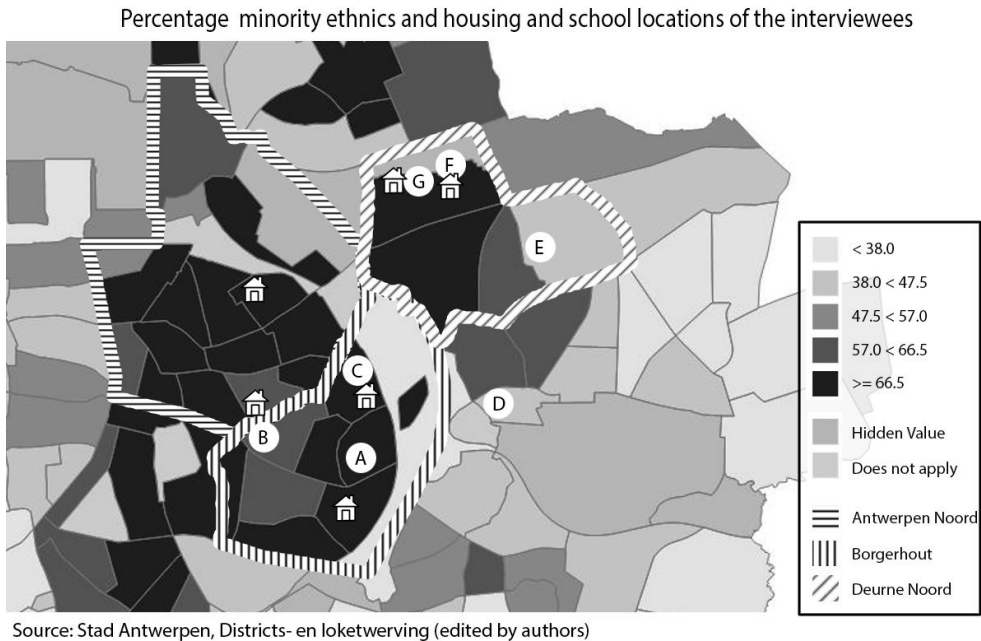 Percentage minority ethnics and housing and school locations of the interviewees
F
G
E
C
D
B
A
< 38.0
38.0 < 47.5
47.5 < 57.0
57.0 < 66.5
>= 66.5
Hidden Value
Does not apply
Antwerpen Noord
Borgerhout
Deurne Noord
Source: Stad Antwerpen, Districts- en loketwerving (edited by authors)